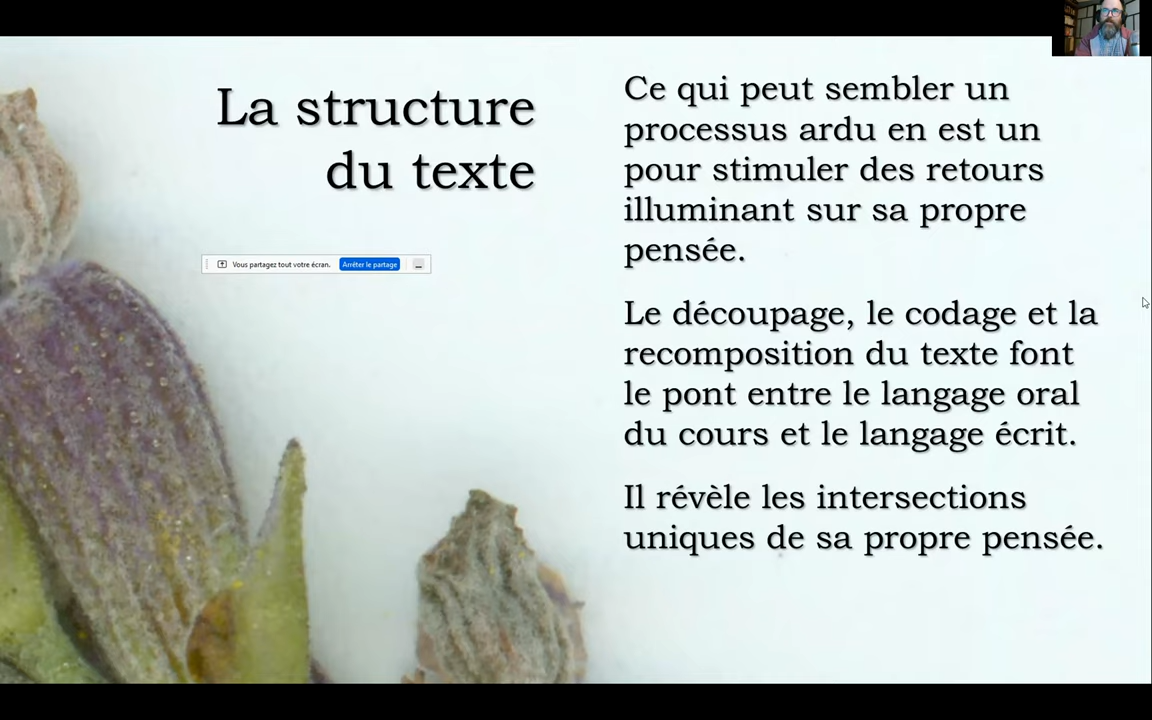 La structure
du texte
Vous partagez tout votre écran. Arrêter le partage
Ce qui peut sembler un
processus ardu en est un
pour stimuler des retours
illuminant sur sa propre
pensée.
Le découpage, le codage et la
recomposition du texte font
le pont entre le langage oral
du cours et le langage écrit.
Il révèle les intersections
uniques de sa propre pensée.